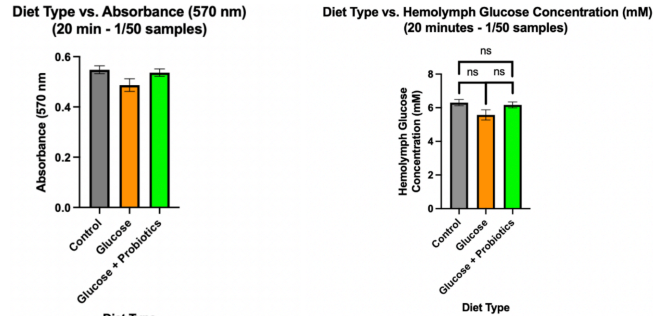 Diet Type vs. Absorbance (570 nm)
(20 min - 1/50 samples)
Absorbance (570 nm
0.6
0.4
0.2
0.0
Control
Glucose
Glucose + Probiotics
Diet Type
Diet Type vs. Hemolymph Glucose Concentration (mM)
(20 minutes - 1/50 samples)
ns
ns
ns
Hemolymph Glucose
Concentration (mM)
8
6
4
2
0
Control
Glucose
Glucose + Probiotics
Diet Type